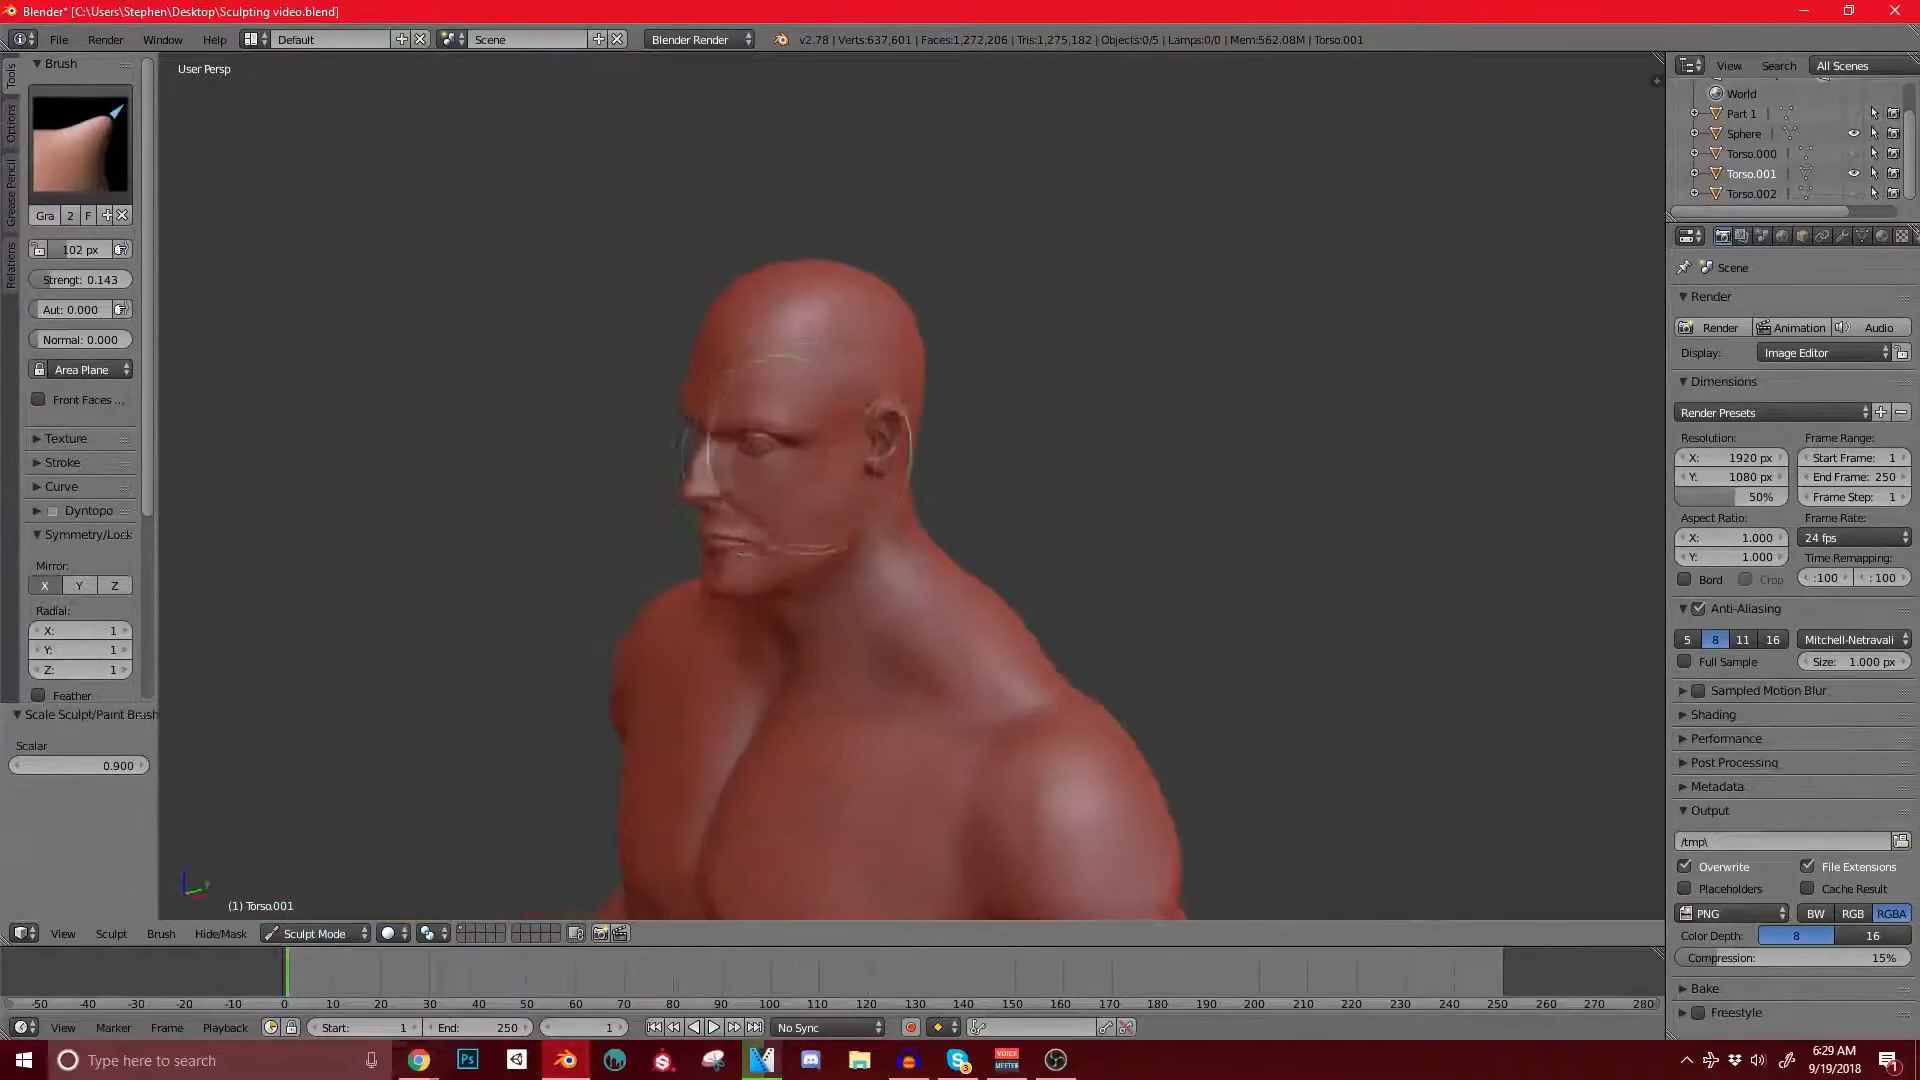 Blender* [C:\Users\Stephen\Desktop\Sculpting video.blend]
File Render Window Help Default Scene Blender Render v2.78 | Verts:637,601 | Faces:1,272,206 | Tris:1,275,182 | Objects:0/5 | Lamps:0/0 | Mem:562.08M | Torso.001
Tools
Options
Grease Pencil
Relations
Brush
Gra 2 F
102 px
Strengt: 0.143
Aut: 0.000
Normal: 0.000
Area Plane
Front Faces ...
Texture
Stroke
Curve
Dyntopo
Symmetry/Lock
Mirror:
X Y Z
Radial:
X: 1
Y: 1
Z: 1
Feather
Scale Sculpt/Paint Brush
Scalar
0.900
User Persp
(1) Torso.001
View Search All Scenes
World
Part 1
Sphere
Torso.000
Torso.001
Torso.002
Scene
Render
Render Animation Audio
Display: Image Editor
Dimensions
Render Presets
Resolution: Frame Range:
X: 1920 px Start Frame: 1
Y: 1080 px End Frame: 250
50% Frame Step: 1
Aspect Ratio: Frame Rate:
X: 1.000 24 fps
Y: 1.000 Time Remapping:
Bord Crop :100 :100
Anti-Aliasing
5 8 11 16 Mitchell-Netravali
Full Sample Size: 1.000 px
Sampled Motion Blur
Shading
Performance
Post Processing
Metadata
Output
/tmp\
Overwrite File Extensions
Placeholders Cache Result
PNG BW RGB RGBA
Color Depth: 8 16
Compression: 15%
Bake
Freestyle
View Sculpt Brush Hide/Mask Sculpt Mode
-50 -40 -30 -20 -10 0 10 20 30 40 50 60 70 80 90 100 110 120 130 140 150 160 170 180 190 200 210 220 230 240 250 260 270 280
View Marker Frame Playback Start: 1 End: 250 1 No Sync
Type here to search
Ps
VOICE
MEETER
3
6:29 AM
9/19/2018
1